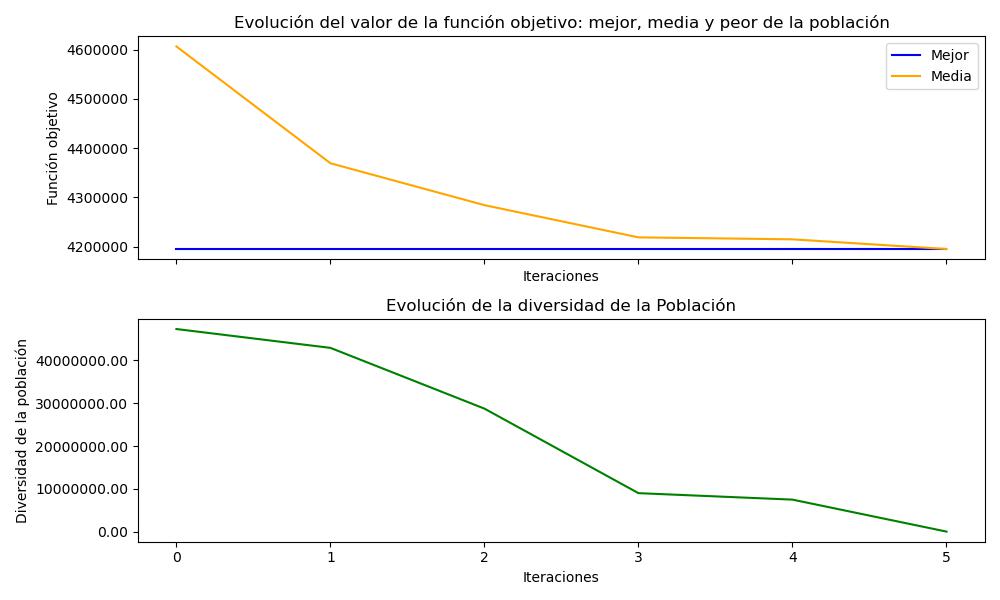 Evolución del valor de la función objetivo: mejor, media y peor de la población
Función objetivo
4600000
4500000
4400000
4300000
4200000
Mejor
Media
Iteraciones
Evolución de la diversidad de la Población
Diversidad de la población
40000000.00
30000000.00
20000000.00
10000000.00
0.00
0 1 2 3 4 5
Iteraciones